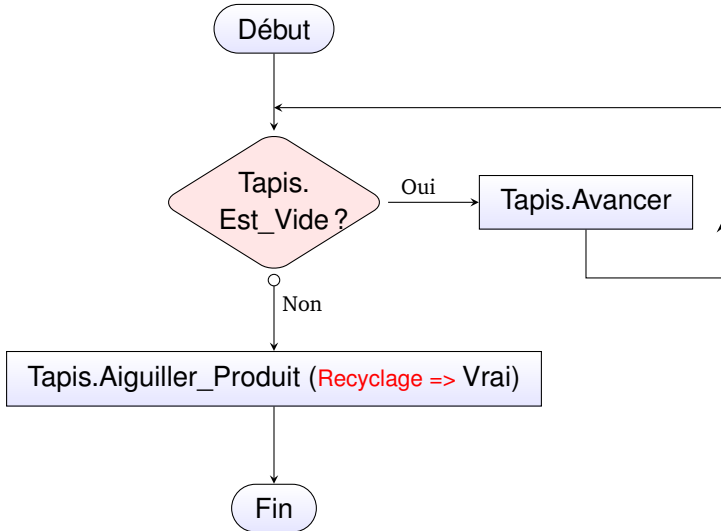 Début
Tapis.
Est_Vide ?
Oui
Tapis.Avancer
Non
Tapis.Aiguiller_Produit (Recyclage => Vrai)
Fin